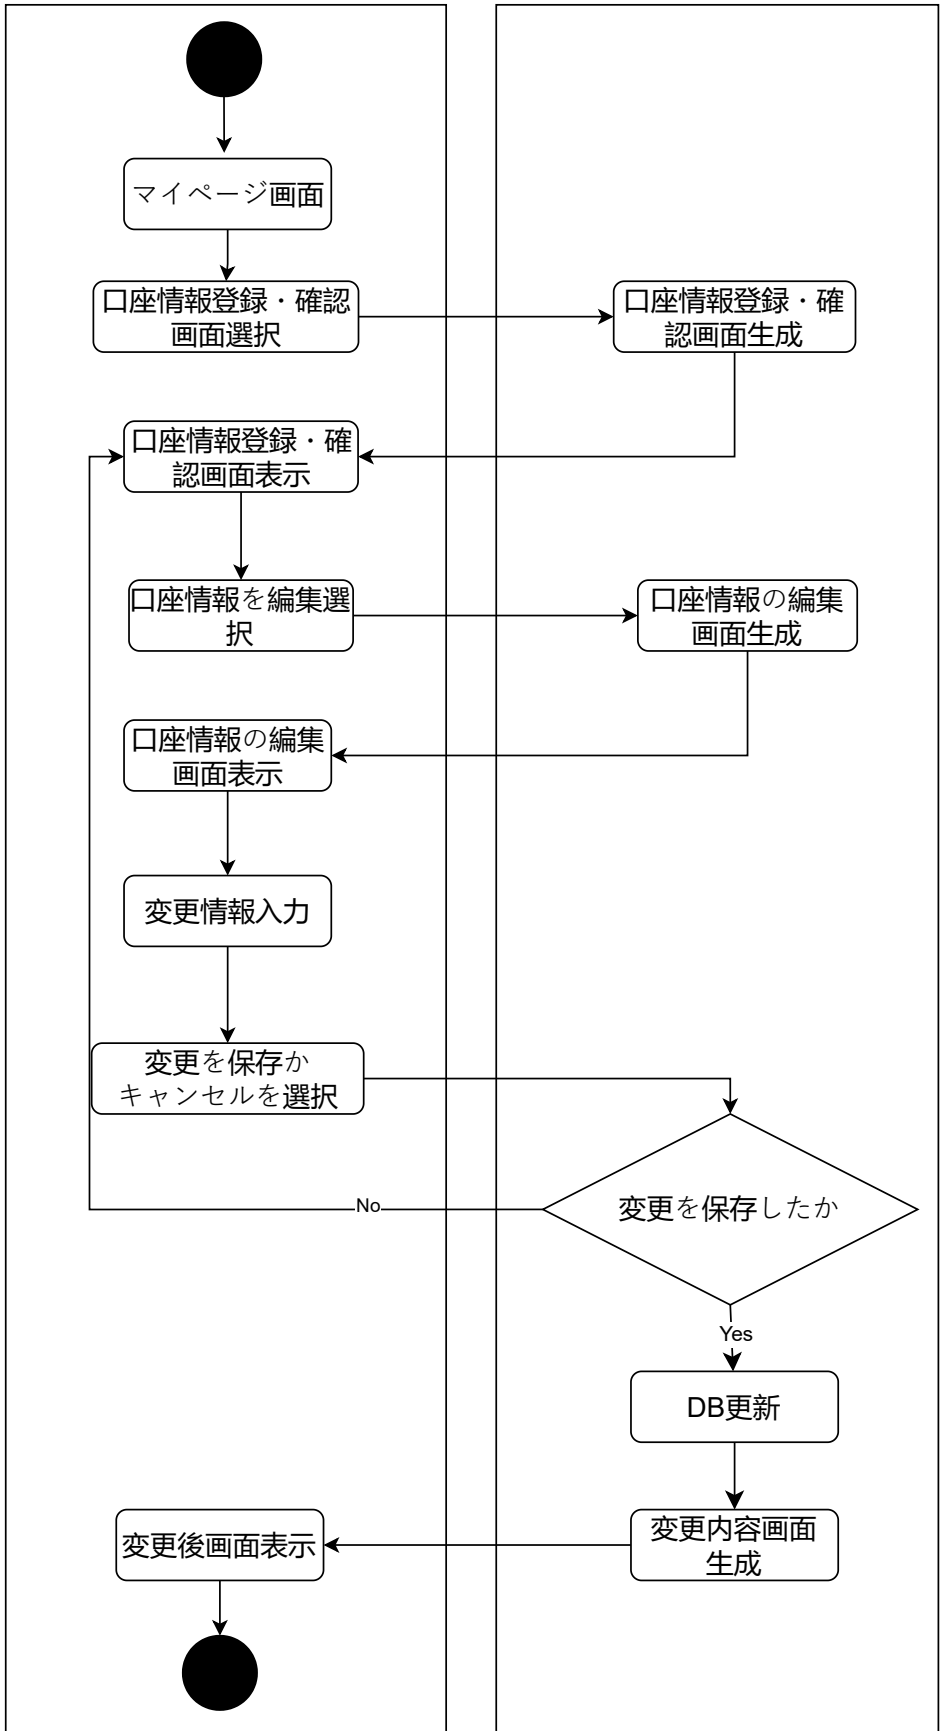 マイページ画面
口座情報登録・確認
画面選択
口座情報登録・確
認画面生成
口座情報登録・確
認画面表示
口座情報を編集選
択
口座情報の編集
画面生成
口座情報の編集
画面表示
変更情報入力
変更を保存か
キャンセルを選択
変更を保存したか
No
Yes
DB更新
変更内容画面
生成
変更後画面表示